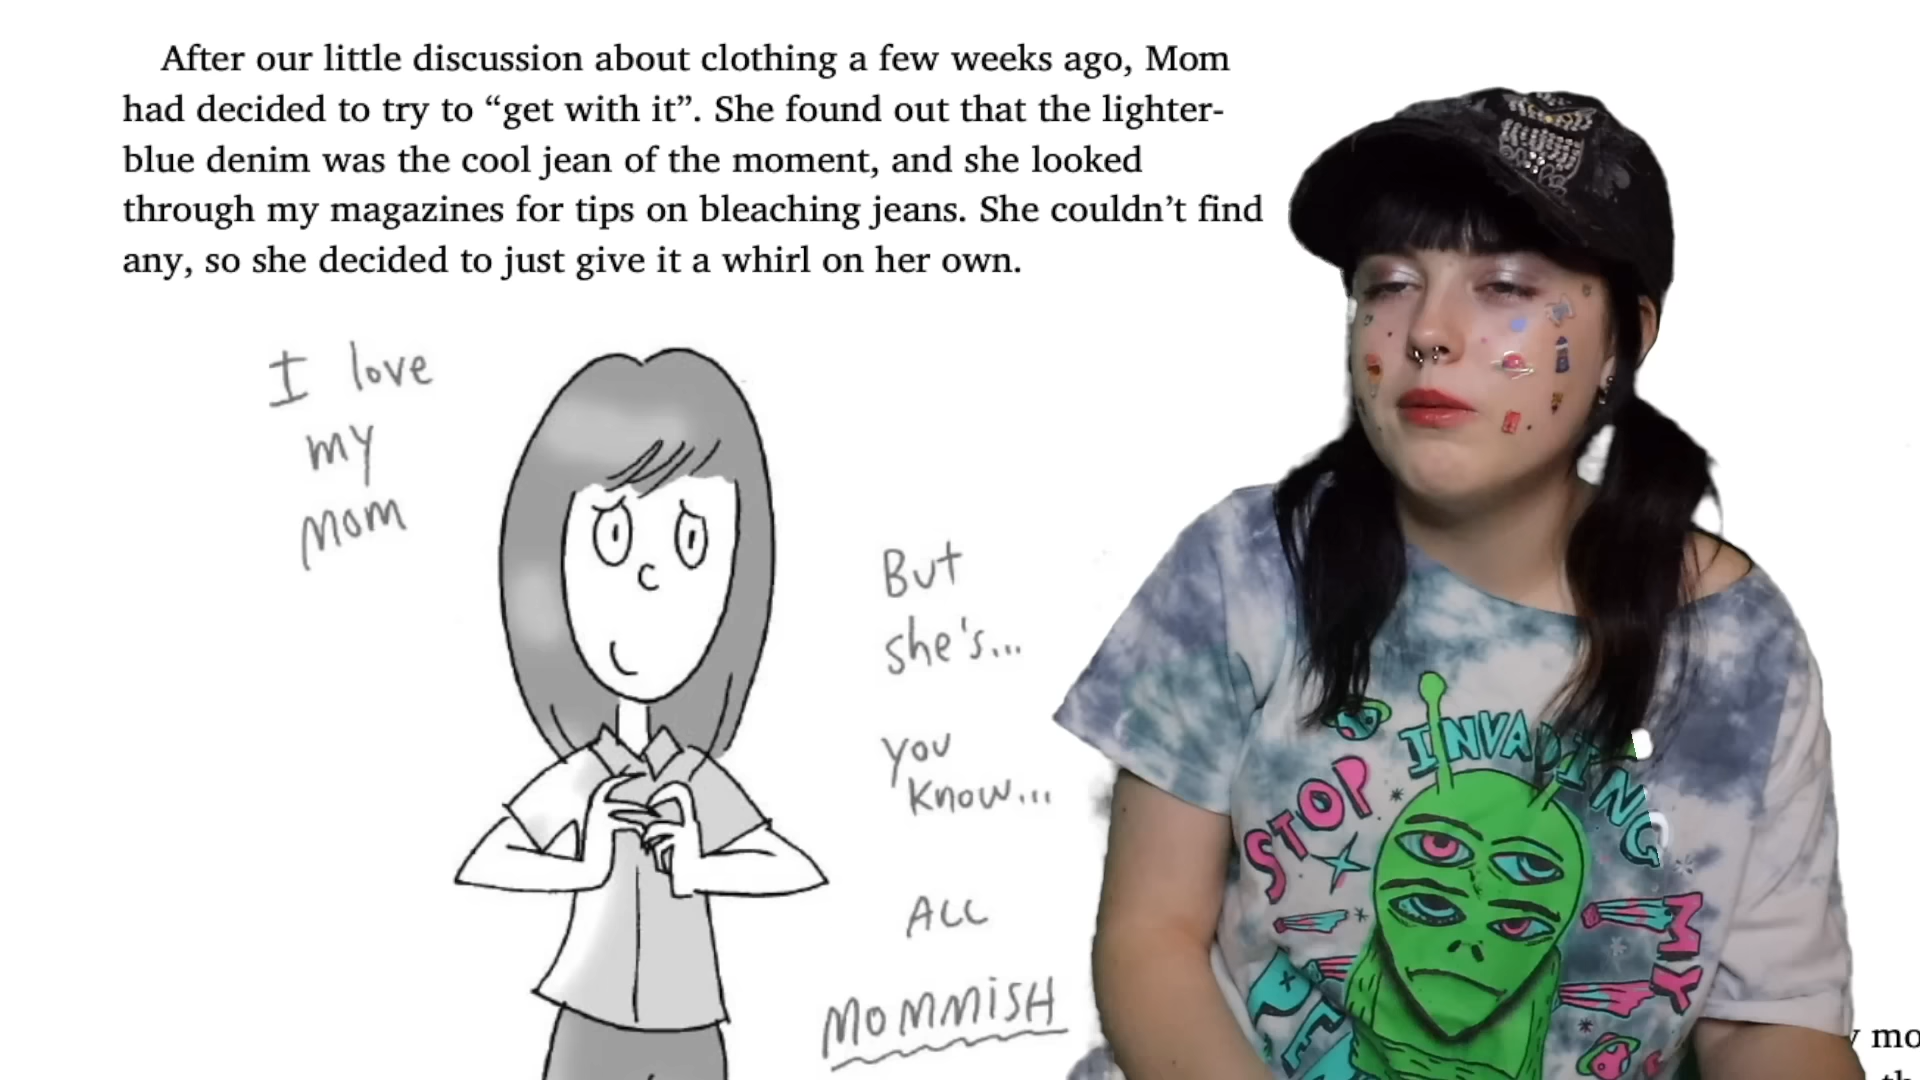 After our little discussion about clothing a few weeks ago, Mom
had decided to try to “get with it”. She found out that the lighter-
blue denim was the cool jean of the moment, and she looked
through my magazines for tips on bleaching jeans. She couldn’t find
any, so she decided to just give it a whirl on her own.
I love
my
mom
But
she's...
you
know...
ALL
MOMMISH
STOP INVADING
MY
mo